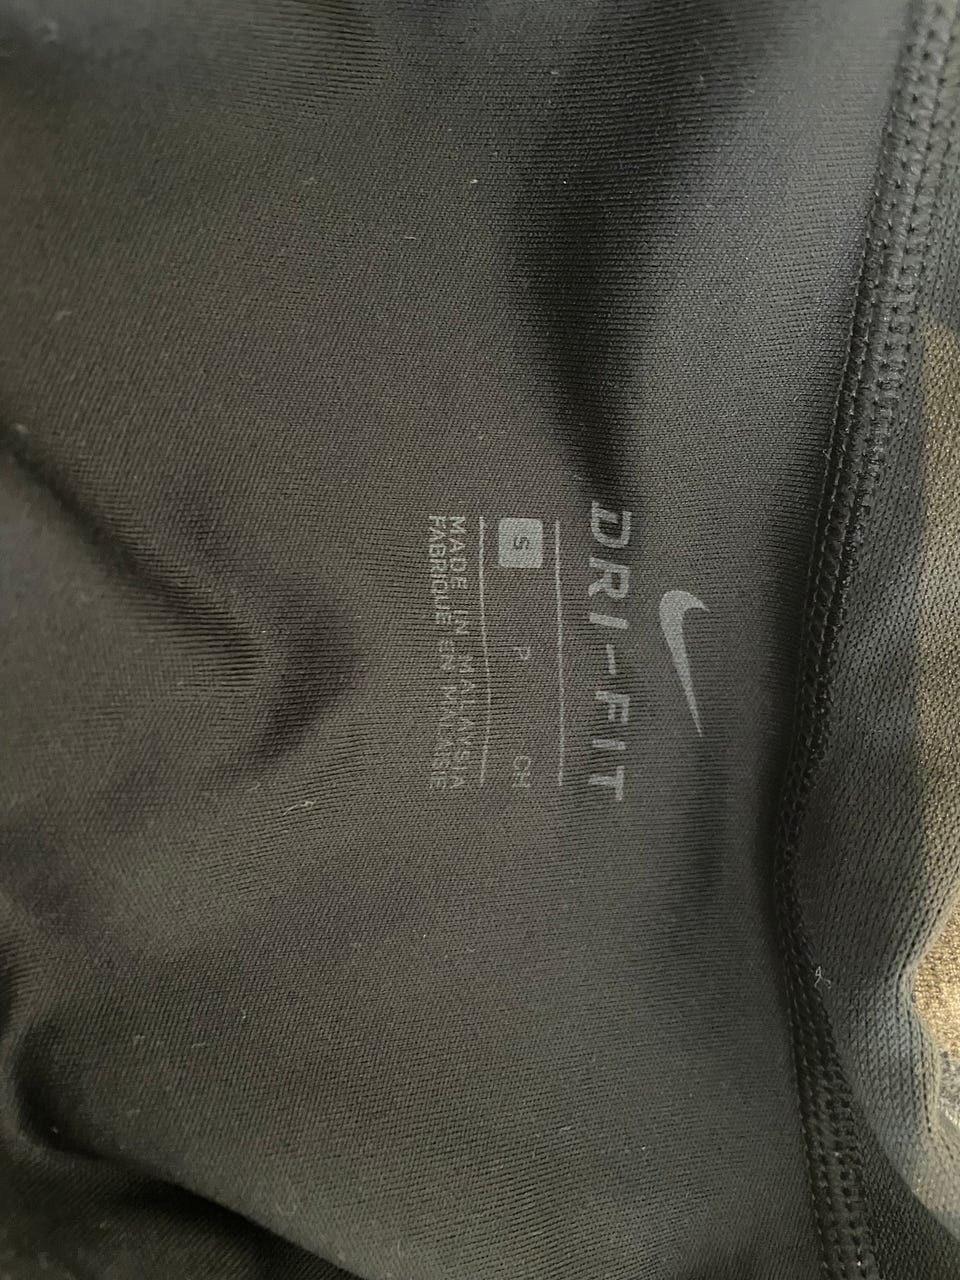 DRI-FIT
S P CH
MADE IN MALAYSIA
FABRIQUÉ EN MALAISIE